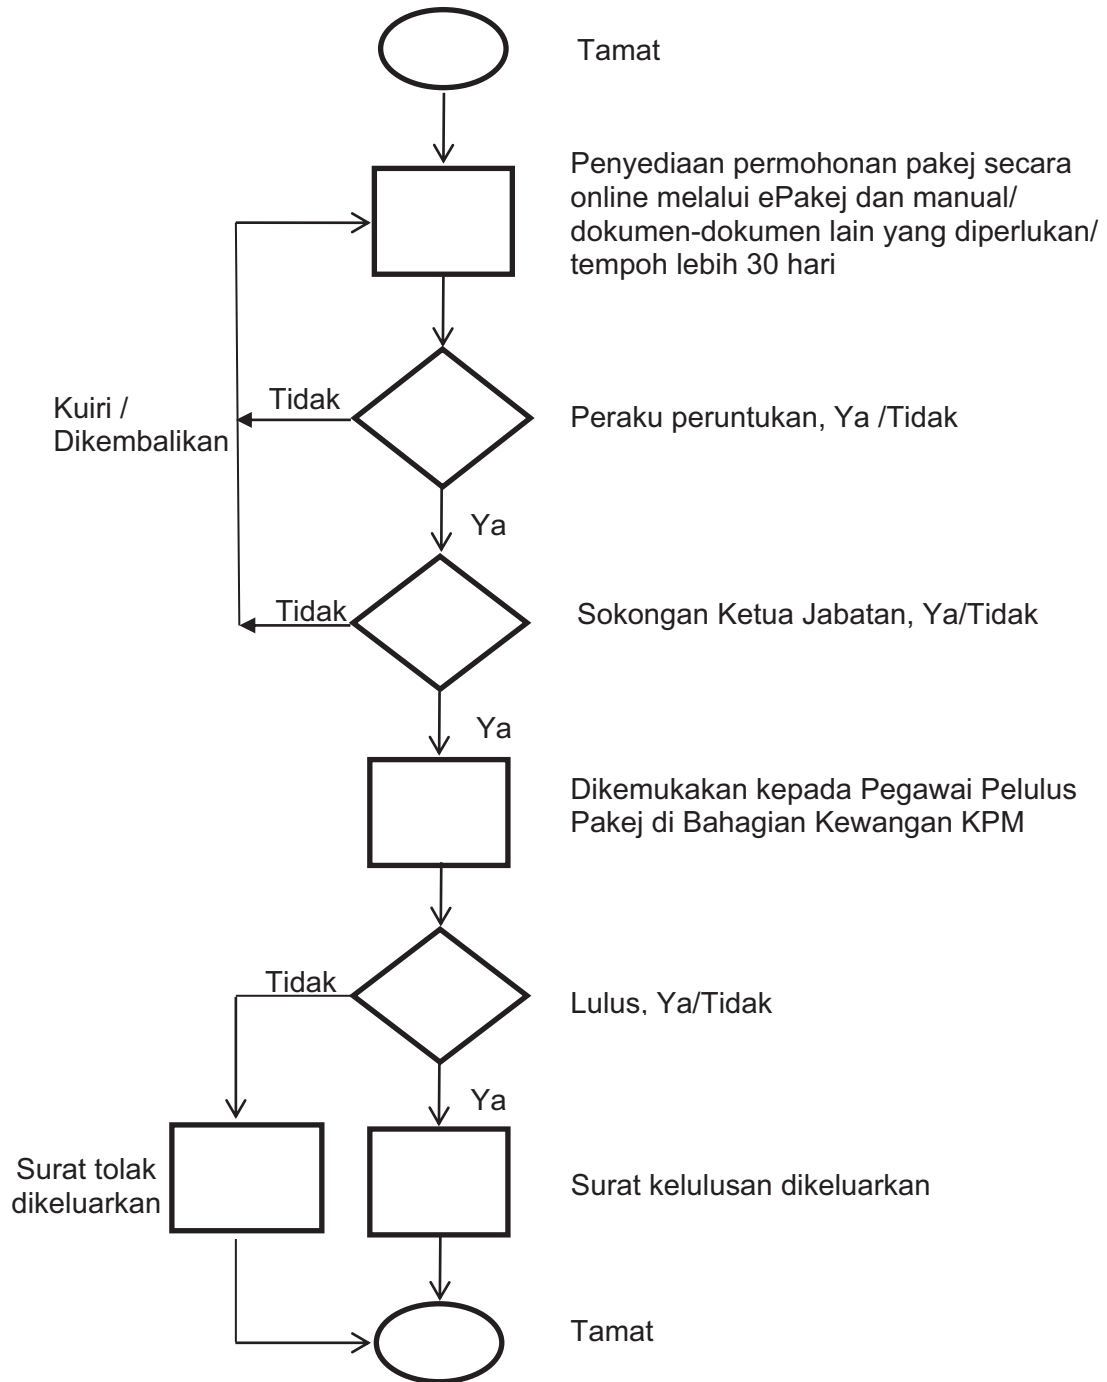 Tamat
Penyediaan permohonan pakej secara
online melalui ePakej dan manual/
dokumen-dokumen lain yang diperlukan/
tempoh lebih 30 hari
Kuiri /
Dikembalikan
Tidak
Peraku peruntukan, Ya /Tidak
Ya
Tidak
Sokongan Ketua Jabatan, Ya/Tidak
Ya
Dikemukakan kepada Pegawai Pelulus
Pakej di Bahagian Kewangan KPM
Tidak
Lulus, Ya/Tidak
Ya
Surat tolak
dikeluarkan
Surat kelulusan dikeluarkan
Tamat